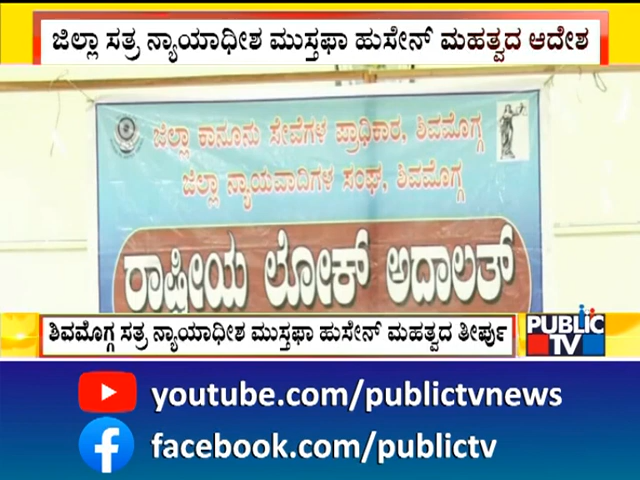 ಜಿಲ್ಲಾ ಸತ್ರ ನ್ಯಾಯಾಧೀಶ ಮುಸ್ತಫಾ ಹುಸೇನ್ ಮಹತ್ವದ ಆದೇಶ
ಜಿಲ್ಲಾ ಕಾನೂನು ಸೇವೆಗಳ ಪ್ರಾಧಿಕಾರ, ಶಿವಮೊಗ್ಗ
ಜಿಲ್ಲಾ ನ್ಯಾಯವಾದಿಗಳ ಸಂಘ, ಶಿವಮೊಗ್ಗ
ರಾಷ್ಟ್ರೀಯ ಲೋಕ್ ಅದಾಲತ್
ಶಿವಮೊಗ್ಗ ಸತ್ರ ನ್ಯಾಯಾಧೀಶ ಮುಸ್ತಫಾ ಹುಸೇನ್ ಮಹತ್ವದ ತೀರ್ಪು
PUBLIC
TV
youtube.com/publictvnews
facebook.com/publictv